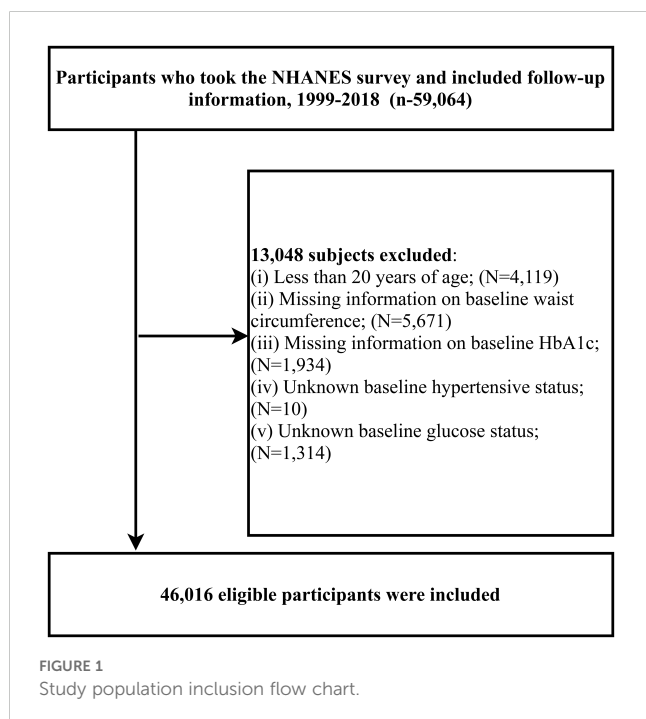 Participants who took the NHANES survey and included follow-up
information, 1999-2018 (n-59,064)
13,048 subjects excluded:
(i) Less than 20 years of age; (N=4,119)
(ii) Missing information on baseline waist
circumference; (N=5,671)
(iii) Missing information on baseline HbA1c;
(N=1,934)
(iv) Unknown baseline hypertensive status;
(N=10)
(v) Unknown baseline glucose status;
(N=1,314)
46,016 eligible participants were included
FIGURE 1
Study population inclusion flow chart.